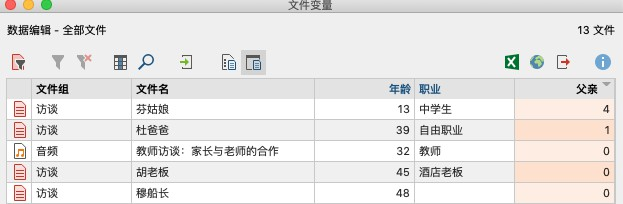 文件变量
数据编辑 - 全部文件 13 文件
文件组 文件名 年龄 职业 父亲
访谈 芬姑娘 13 中学生 4
访谈 杜爸爸 39 自由职业 1
音频 教师访谈：家长与老师的合作 32 教师 0
访谈 胡老板 45 酒店老板 0
访谈 穆船长 48 0